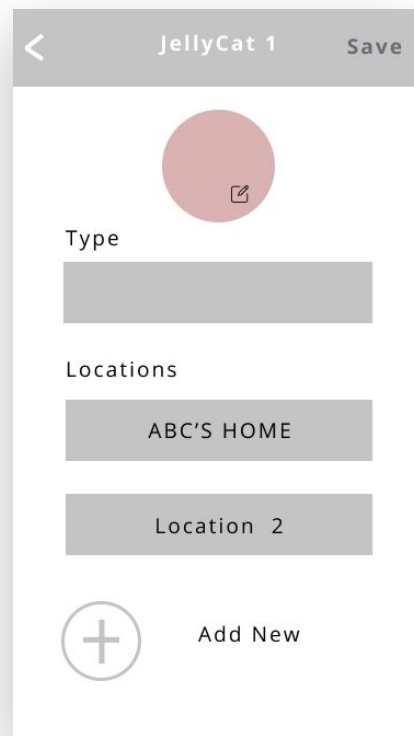 JellyCat 1 Save
Type
Locations
ABC’S HOME
Location 2
Add New